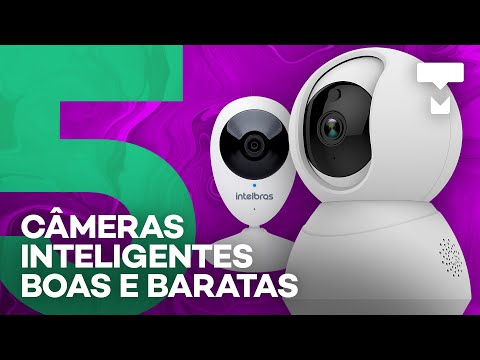 5
intelbras
CÂMERAS
INTELIGENTES
BOAS E BARATAS